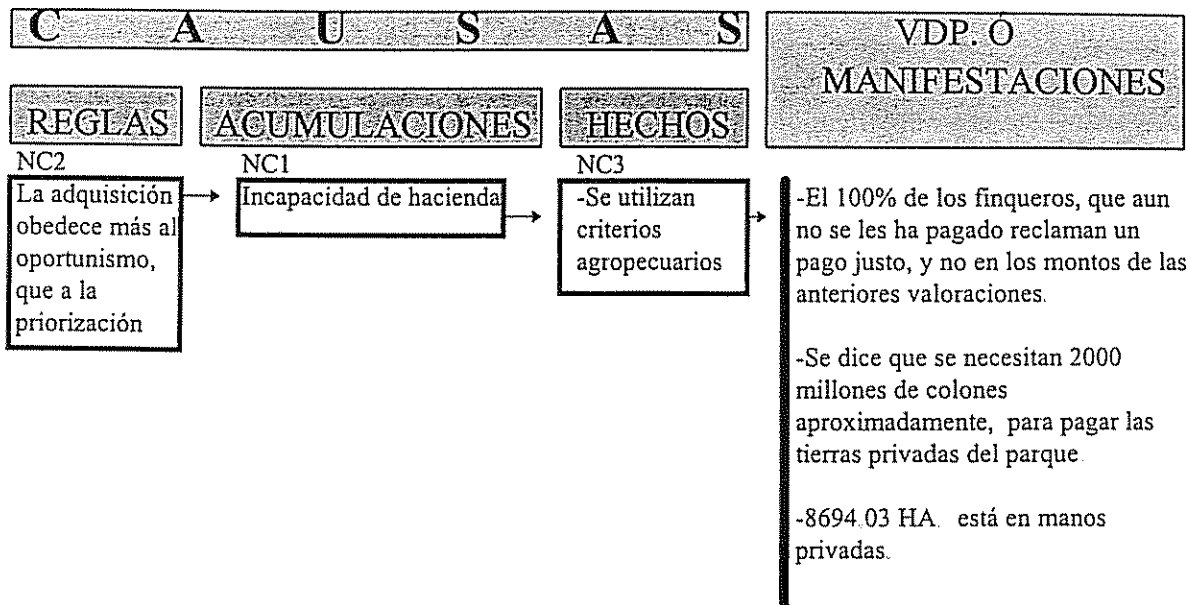 C A U S A S
VDP. Ó
MANIFESTACIONES
REGLAS
ACUMULACIONES
HECHOS
NC2
La adquisición
obedece más al
oportunismo,
que a la
priorización
NC1
Incapacidad de hacienda
NC3
-Se utilizan
criterios
agropecuarios
-El 100% de los finqueros, que aun
no se les ha pagado reclaman un
pago justo, y no en los montos de las
anteriores valoraciones.
-Se dice que se necesitan 2000
millones de colones
aproximadamente, para pagar las
tierras privadas del parque.
-8694.03 HA. está en manos
privadas.